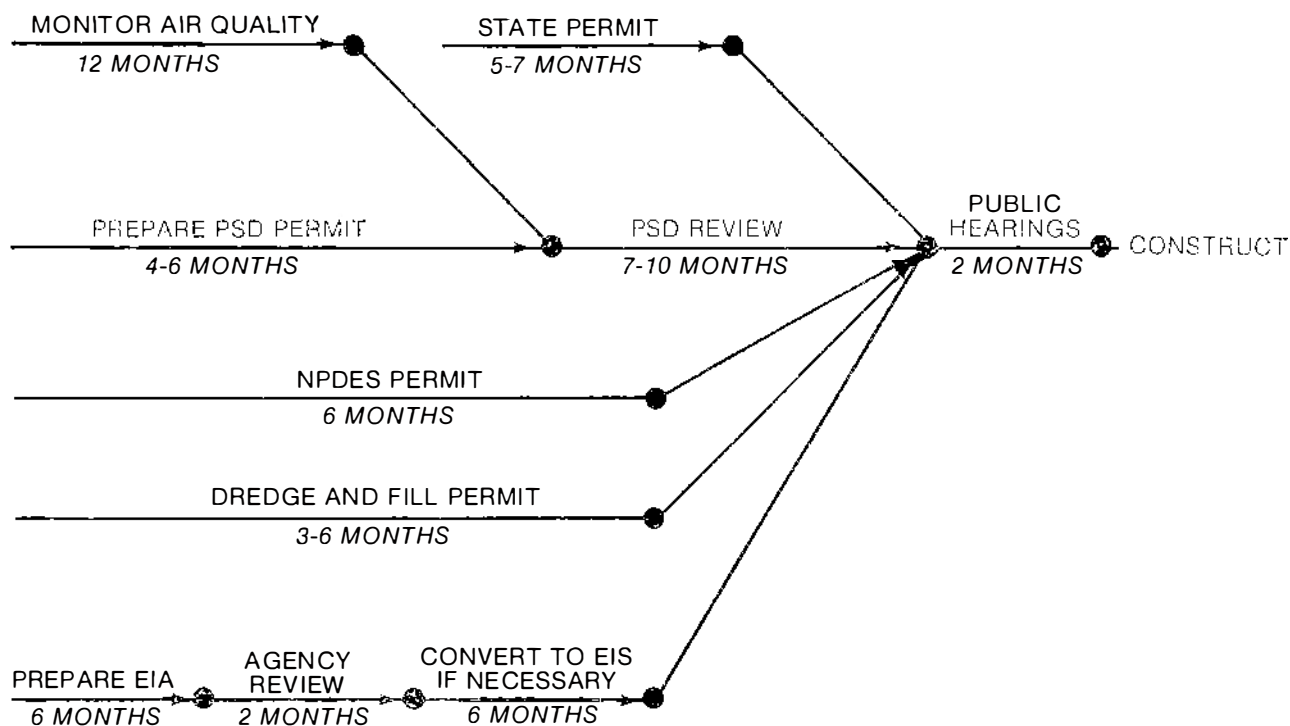 MONITOR AIR QUALITY
12 MONTHS
STATE PERMIT
5-7 MONTHS
PREPARE PSD PERMIT
4-6 MONTHS
PSD REVIEW
7-10 MONTHS
PUBLIC
HEARINGS
2 MONTHS
CONSTRUCT
NPDES PERMIT
6 MONTHS
DREDGE AND FILL PERMIT
3-6 MONTHS
PREPARE EIA
6 MONTHS
AGENCY
REVIEW
2 MONTHS
CONVERT TO EIS
IF NECESSARY
6 MONTHS